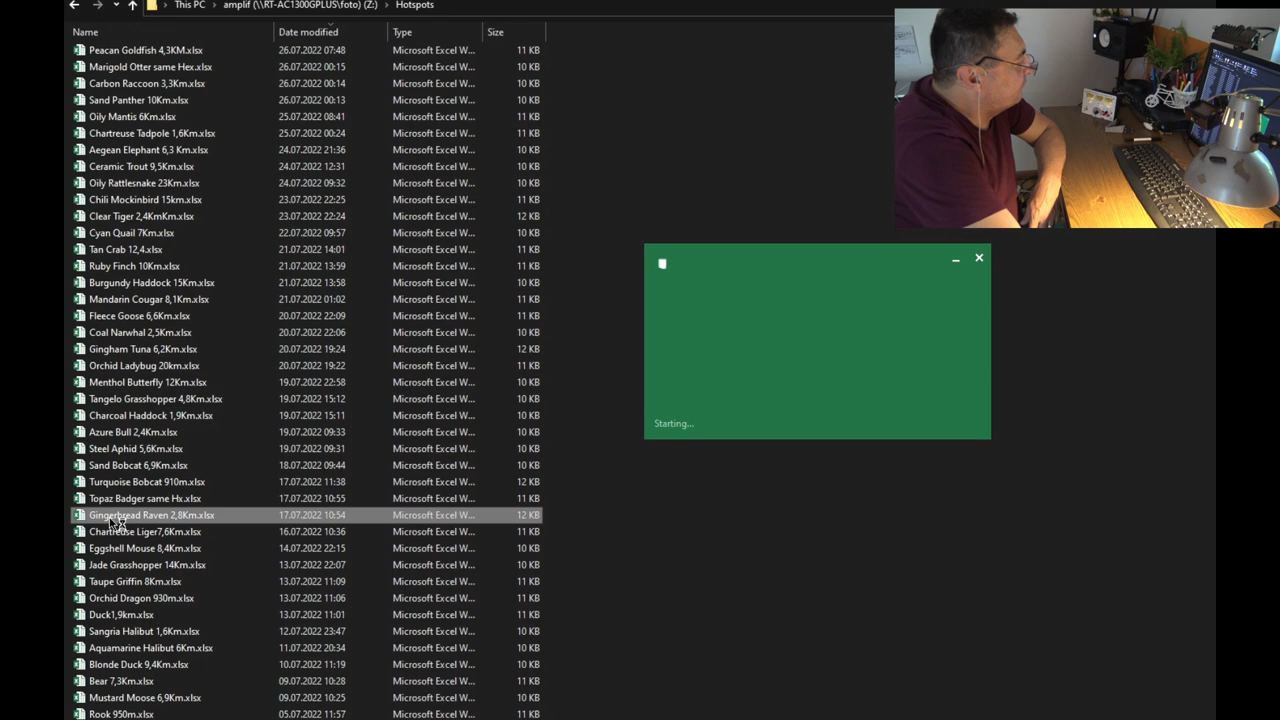 This PC > amplif (\\RT-AC1300GPLUS\foto) (Z:) > Hotspots
Name Date modified Type Size
Peacan Goldfish 4,3KM.xlsx 26.07.2022 07:48 Microsoft Excel W... 11 KB
Marigold Otter same Hex.xlsx 26.07.2022 00:15 Microsoft Excel W... 10 KB
Carbon Raccoon 3,3Km.xlsx 26.07.2022 00:14 Microsoft Excel W... 10 KB
Sand Panther 10Km.xlsx 26.07.2022 00:13 Microsoft Excel W... 10 KB
Oily Mantis 6Km.xlsx 25.07.2022 08:41 Microsoft Excel W... 11 KB
Chartreuse Tadpole 1,6Km.xlsx 25.07.2022 00:24 Microsoft Excel W... 11 KB
Aegean Elephant 6,3 Km.xlsx 24.07.2022 21:36 Microsoft Excel W... 10 KB
Ceramic Trout 9,5Km.xlsx 24.07.2022 12:31 Microsoft Excel W... 10 KB
Oily Rattlesnake 23Km.xlsx 24.07.2022 09:32 Microsoft Excel W... 10 KB
Chili Mockinbird 15km.xlsx 23.07.2022 22:25 Microsoft Excel W... 10 KB
Clear Tiger 2,4KmKm.xlsx 23.07.2022 22:24 Microsoft Excel W... 12 KB
Cyan Quail 7Km.xlsx 22.07.2022 09:57 Microsoft Excel W... 10 KB
Tan Crab 12,4.xlsx 21.07.2022 14:01 Microsoft Excel W... 11 KB
Ruby Finch 10Km.xlsx 21.07.2022 13:59 Microsoft Excel W... 11 KB
Burgundy Haddock 15Km.xlsx 21.07.2022 13:58 Microsoft Excel W... 10 KB
Mandarin Cougar 8,1Km.xlsx 21.07.2022 01:02 Microsoft Excel W... 11 KB
Fleece Goose 6,6Km.xlsx 20.07.2022 22:09 Microsoft Excel W... 11 KB
Coal Narwhal 2,5Km.xlsx 20.07.2022 22:06 Microsoft Excel W... 10 KB
Gingham Tuna 6,2Km.xlsx 20.07.2022 19:24 Microsoft Excel W... 12 KB
Orchid Ladybug 20km.xlsx 20.07.2022 19:22 Microsoft Excel W... 11 KB
Menthol Butterfly 12Km.xlsx 19.07.2022 22:58 Microsoft Excel W... 10 KB
Tangelo Grasshopper 4,8Km.xlsx 19.07.2022 15:12 Microsoft Excel W... 10 KB
Charcoal Haddock 1,9Km.xlsx 19.07.2022 15:11 Microsoft Excel W... 10 KB
Azure Bull 2,4Km.xlsx 19.07.2022 09:33 Microsoft Excel W... 10 KB
Steel Aphid 5,6Km.xlsx 19.07.2022 09:31 Microsoft Excel W... 10 KB
Sand Bobcat 6,9Km.xlsx 18.07.2022 09:44 Microsoft Excel W... 10 KB
Turquoise Bobcat 910m.xlsx 17.07.2022 11:38 Microsoft Excel W... 12 KB
Topaz Badger same Hx.xlsx 17.07.2022 10:55 Microsoft Excel W... 11 KB
Gingerbread Raven 2,8Km.xlsx 17.07.2022 10:54 Microsoft Excel W... 12 KB
Chartreuse Liger7,6Km.xlsx 16.07.2022 10:36 Microsoft Excel W... 11 KB
Eggshell Mouse 8,4Km.xlsx 14.07.2022 22:15 Microsoft Excel W... 10 KB
Jade Grasshopper 14Km.xlsx 13.07.2022 22:07 Microsoft Excel W... 10 KB
Taupe Griffin 8Km.xlsx 13.07.2022 11:09 Microsoft Excel W... 11 KB
Orchid Dragon 930m.xlsx 13.07.2022 11:06 Microsoft Excel W... 11 KB
Duck1,9km.xlsx 13.07.2022 11:01 Microsoft Excel W... 11 KB
Sangria Halibut 1,6Km.xlsx 12.07.2022 23:47 Microsoft Excel W... 10 KB
Aquamarine Halibut 6Km.xlsx 11.07.2022 20:34 Microsoft Excel W... 10 KB
Blonde Duck 9,4Km.xlsx 10.07.2022 11:19 Microsoft Excel W... 10 KB
Bear 7,3Km.xlsx 09.07.2022 10:28 Microsoft Excel W... 11 KB
Mustard Moose 6,9Km.xlsx 09.07.2022 10:25 Microsoft Excel W... 10 KB
Rook 950m.xlsx 05.07.2022 11:57 Microsoft Excel W... 11 KB
Starting...